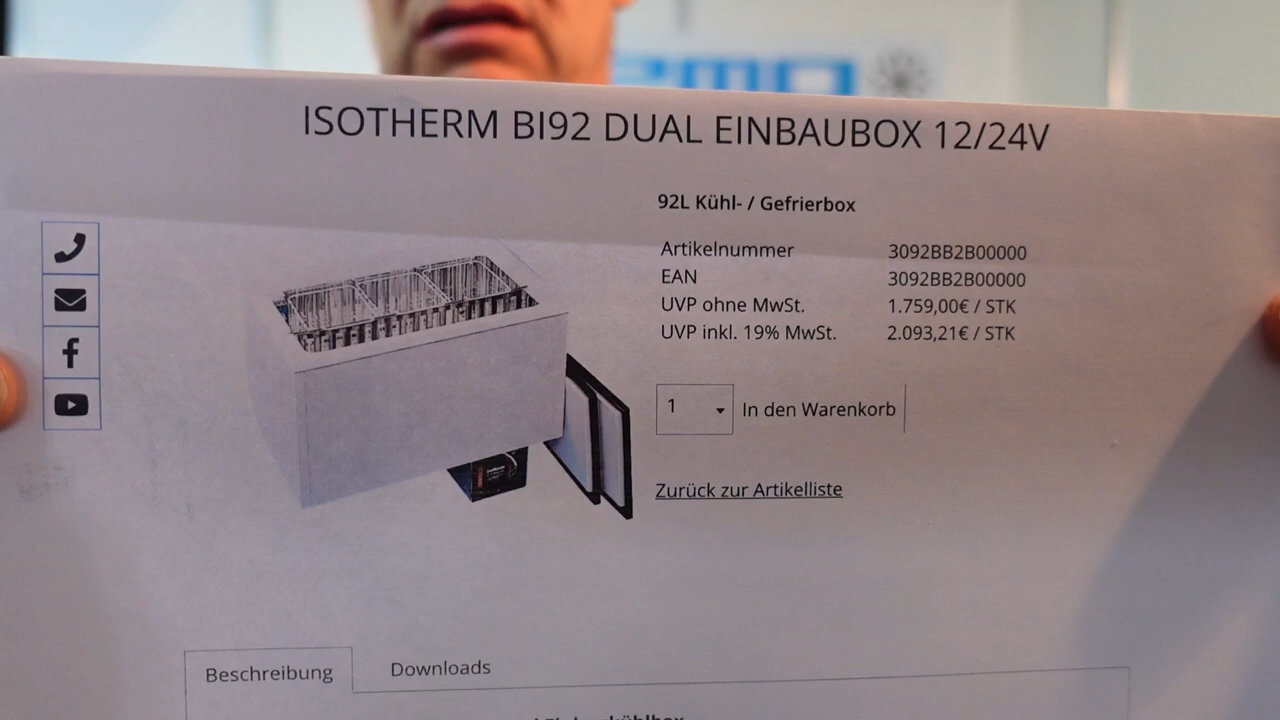 ISOTHERM BI92 DUAL EINBAUBOX 12/24V
92L Kühl- / Gefrierbox
Artikelnummer 3092BB2B00000
EAN 3092BB2B00000
UVP ohne MwSt. 1.759,00€ / STK
UVP inkl. 19% MwSt. 2.093,21€ / STK
1 In den Warenkorb
Zurück zur Artikelliste
Beschreibung Downloads